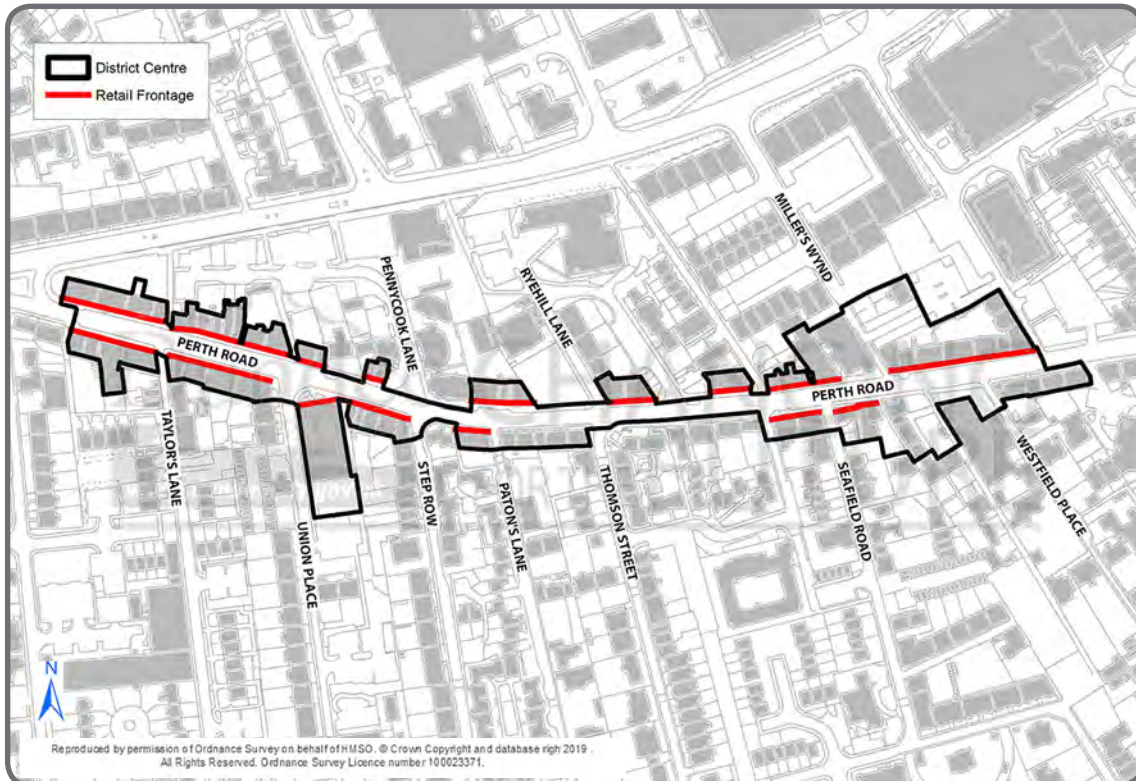 District Centre
Retail Frontage
PENNYCOOK LANE
RYEHILL LANE
MILLER'S WYND
PERTH ROAD
PERTH ROAD
TAYLOR'S LANE
UNION PLACE
STEP ROW
PATON'S LANE
THOMSON STREET
SEAFIELD ROAD
WESTFIELD PLACE
N
Reproduced by permission of Ordnance Survey on behalf of HMSO. © Crown Copyright and database righ 2019 .
All Rights Reserved. Ordnance Survey Licence number 100023371.